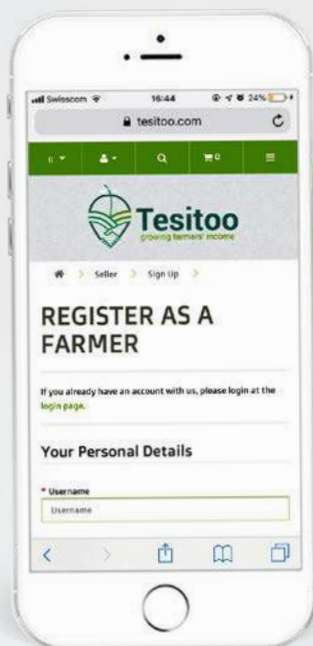 Swisscom
16:44
24%
tesitoo.com
0
0
Tesitoo
growing farmers' income
Seller
Sign Up
REGISTER AS A
FARMER
If you already have an account with us, please login at the
login page.
Your Personal Details
* Username
Username